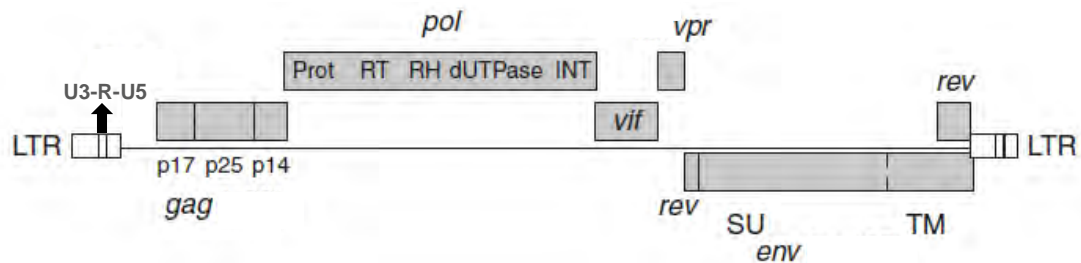 pol
vpr
Prot RT RH dUTPase INT
rev
U3-R-U5
vif
LTR
LTR
p17 p25 p14
gag
rev
SU
TM
env